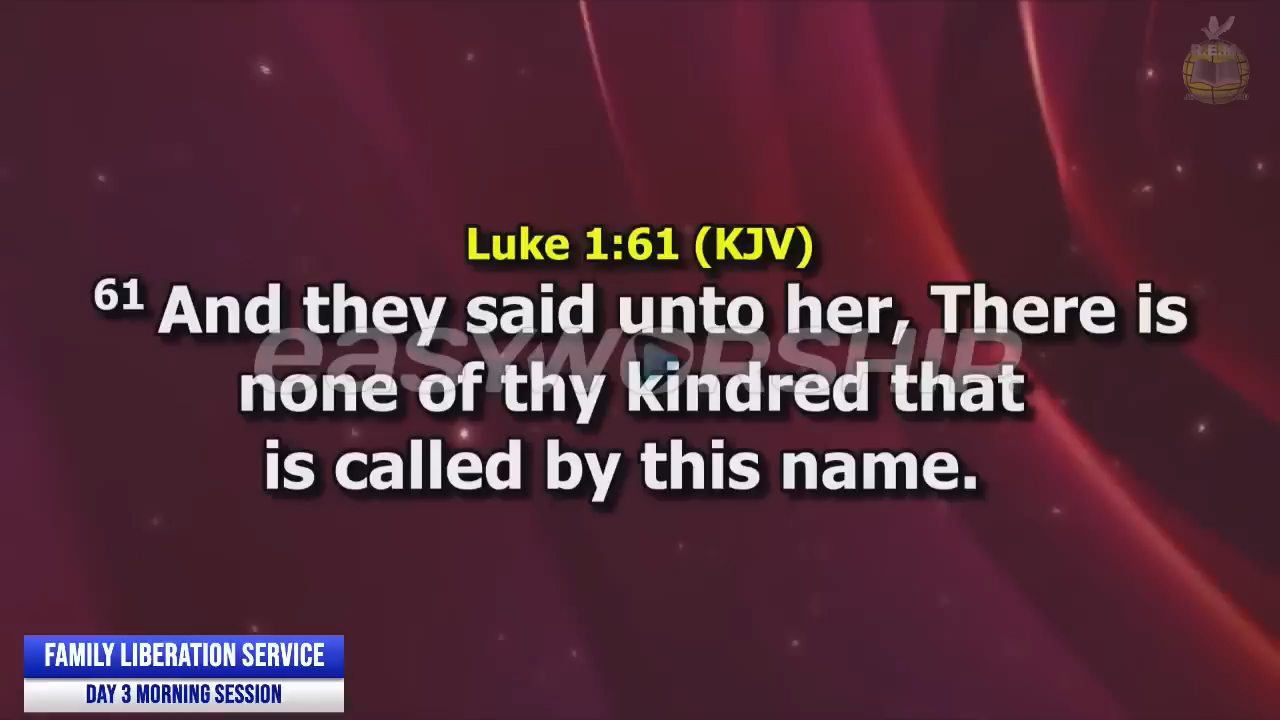 R.E.M
Luke 1:61 (KJV)
61 And they said unto her, There is
none of thy kindred that
is called by this name.
easyworship
FAMILY LIBERATION SERVICE
DAY 3 MORNING SESSION